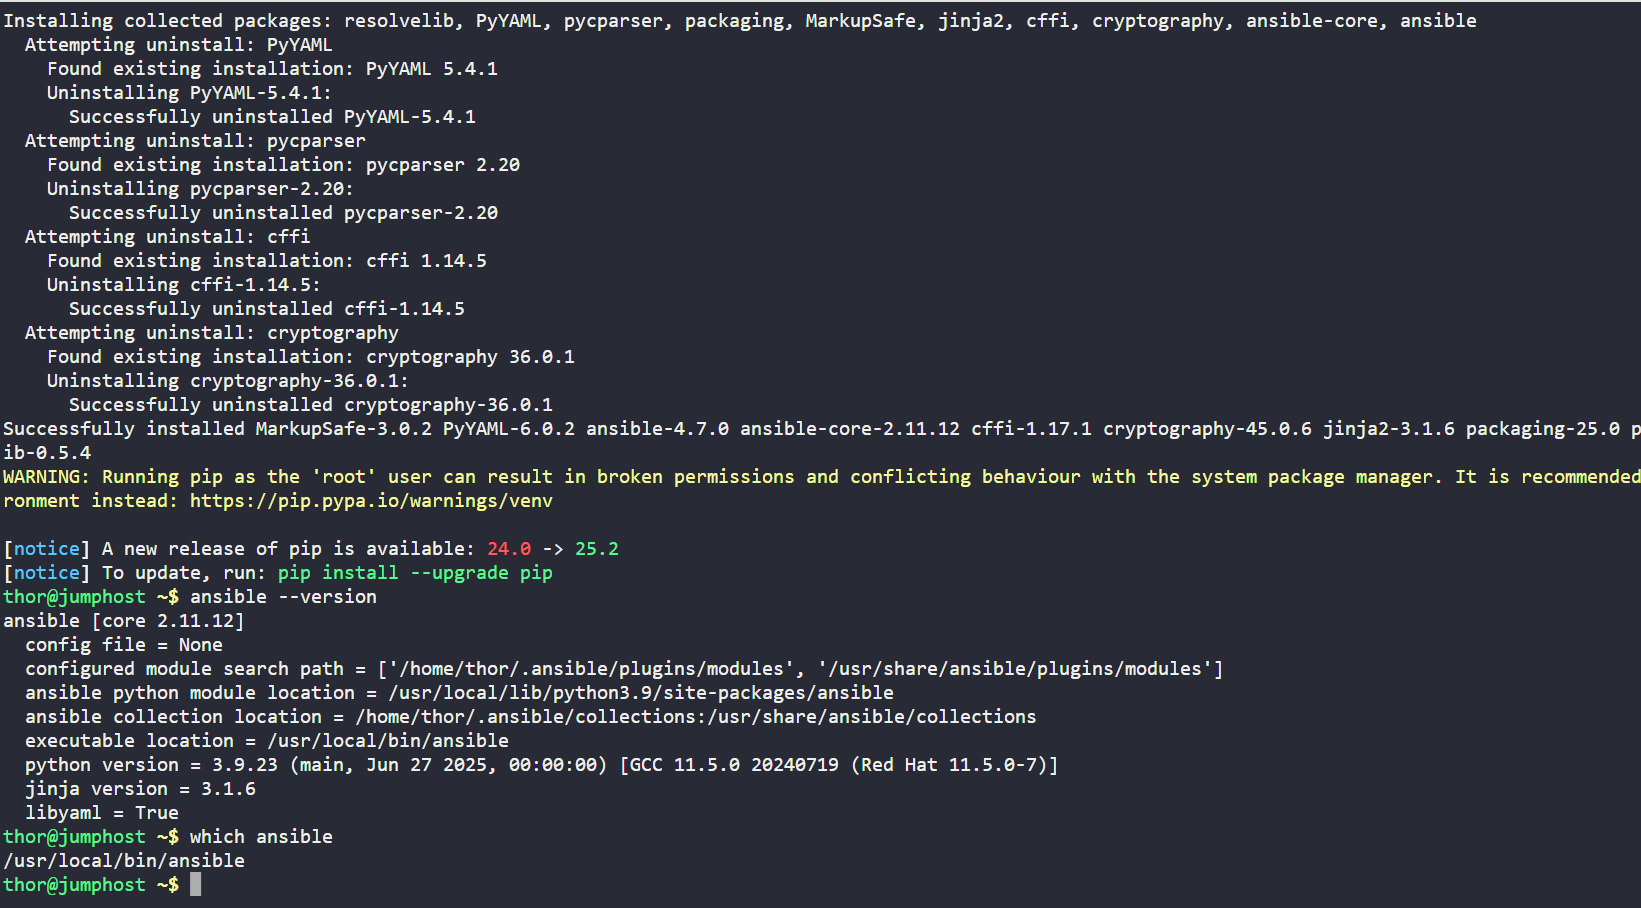 Installing collected packages: resolvelib, PyYAML, pycparser, packaging, MarkupSafe, jinja2, cffi, cryptography, ansible-core, ansible
  Attempting uninstall: PyYAML
    Found existing installation: PyYAML 5.4.1
    Uninstalling PyYAML-5.4.1:
      Successfully uninstalled PyYAML-5.4.1
  Attempting uninstall: pycparser
    Found existing installation: pycparser 2.20
    Uninstalling pycparser-2.20:
      Successfully uninstalled pycparser-2.20
  Attempting uninstall: cffi
    Found existing installation: cffi 1.14.5
    Uninstalling cffi-1.14.5:
      Successfully uninstalled cffi-1.14.5
  Attempting uninstall: cryptography
    Found existing installation: cryptography 36.0.1
    Uninstalling cryptography-36.0.1:
      Successfully uninstalled cryptography-36.0.1
Successfully installed MarkupSafe-3.0.2 PyYAML-6.0.2 ansible-4.7.0 ansible-core-2.11.12 cffi-1.17.1 cryptography-45.0.6 jinja2-3.1.6 packaging-25.0 p
ib-0.5.4
WARNING: Running pip as the 'root' user can result in broken permissions and conflicting behaviour with the system package manager. It is recommended
ronment instead: https://pip.pypa.io/warnings/venv
[notice] A new release of pip is available: 24.0 -> 25.2
[notice] To update, run: pip install --upgrade pip
thor@jumphost ~$ ansible --version
ansible [core 2.11.12]
  config file = None
  configured module search path = ['/home/thor/.ansible/plugins/modules', '/usr/share/ansible/plugins/modules']
  ansible python module location = /usr/local/lib/python3.9/site-packages/ansible
  ansible collection location = /home/thor/.ansible/collections:/usr/share/ansible/collections
  executable location = /usr/local/bin/ansible
  python version = 3.9.23 (main, Jun 27 2025, 00:00:00) [GCC 11.5.0 20240719 (Red Hat 11.5.0-7)]
  jinja version = 3.1.6
  libyaml = True
thor@jumphost ~$ which ansible
/usr/local/bin/ansible
thor@jumphost ~$